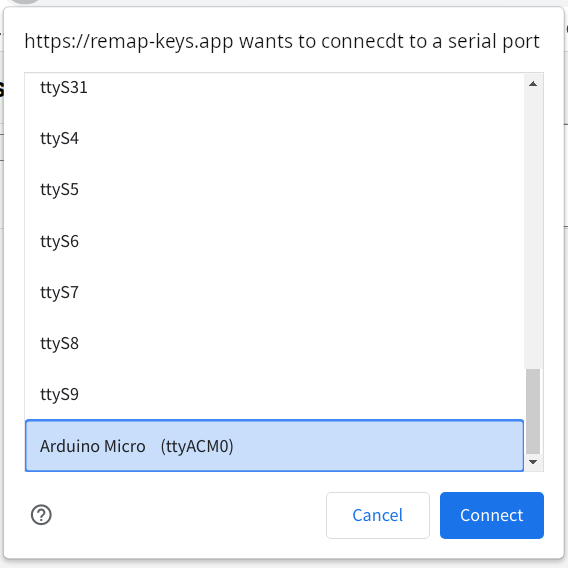 https://remap-keys.app wants to connecdt to a serial port
ttyS31
ttyS4
ttyS5
ttyS6
ttyS7
ttyS8
ttyS9
Arduino Micro (ttyACM0)
Cancel
Connect